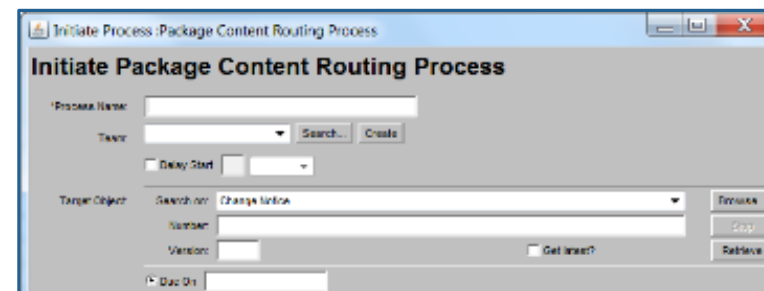 Initiate Process :Package Content Routing Process
Initiate Package Content Routing Process
*Process Name:
Team: Search... Create
Delay Start
Target Object: Search on: Change Notice Browse
Number: Stop
Version: Get latest? Retrieve
Due On